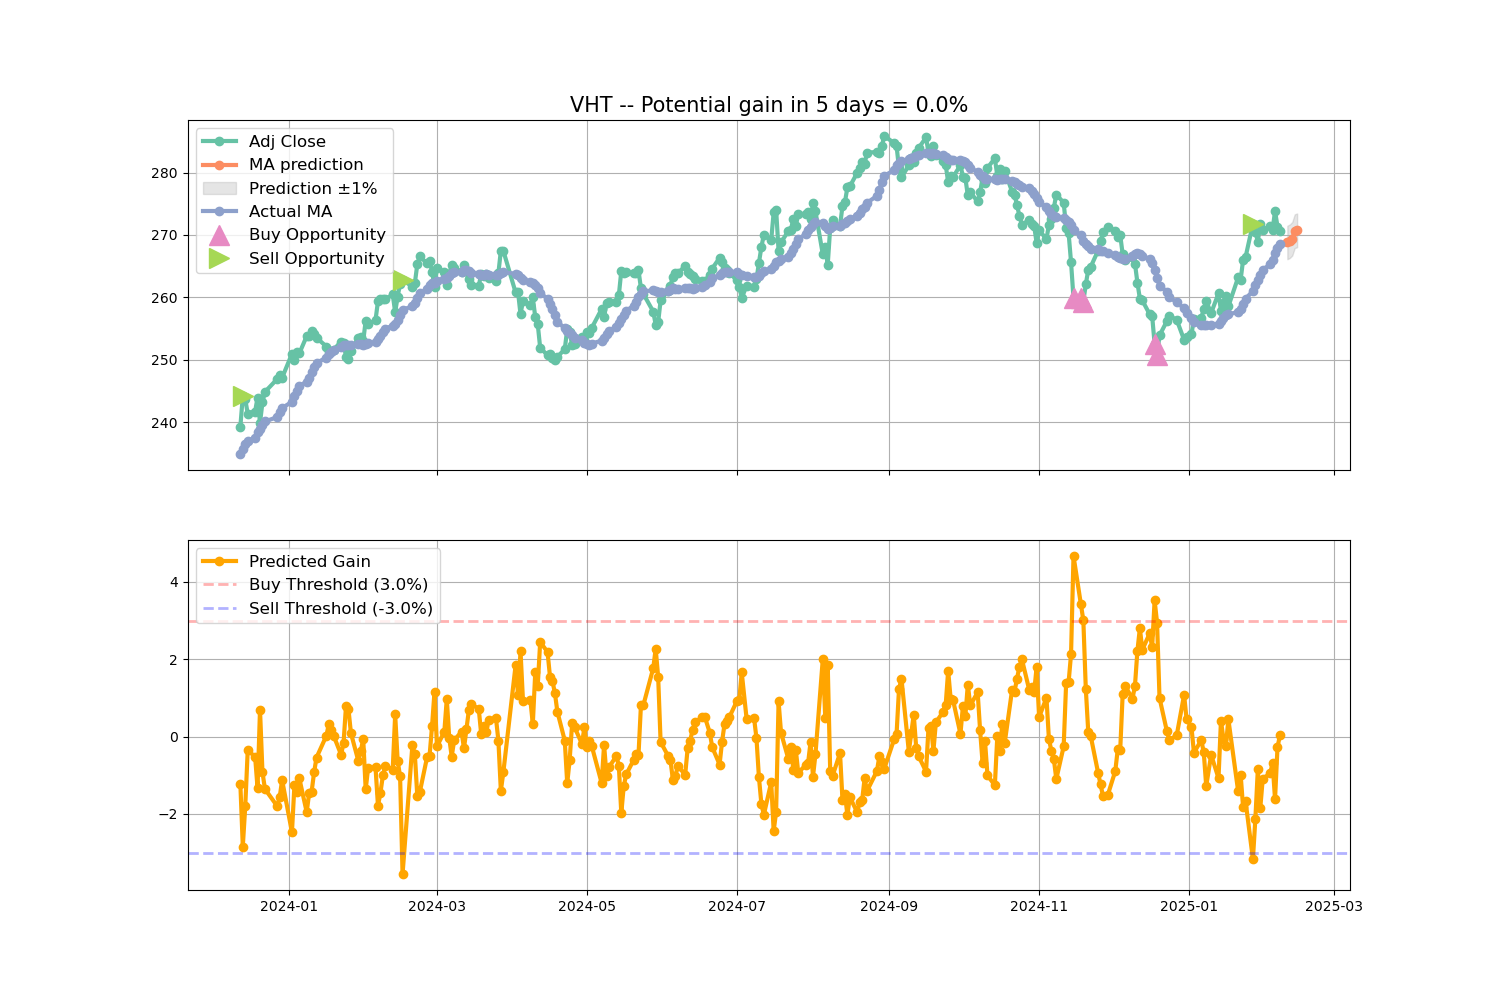 VHT -- Potential gain in 5 days = 0.0%
Adj Close
MA prediction
Prediction ±1%
Actual MA
Buy Opportunity
Sell Opportunity
280
270
260
250
240
Predicted Gain
Buy Threshold (3.0%)
Sell Threshold (-3.0%)
4
2
0
−2
2024-01
2024-03
2024-05
2024-07
2024-09
2024-11
2025-01
2025-03